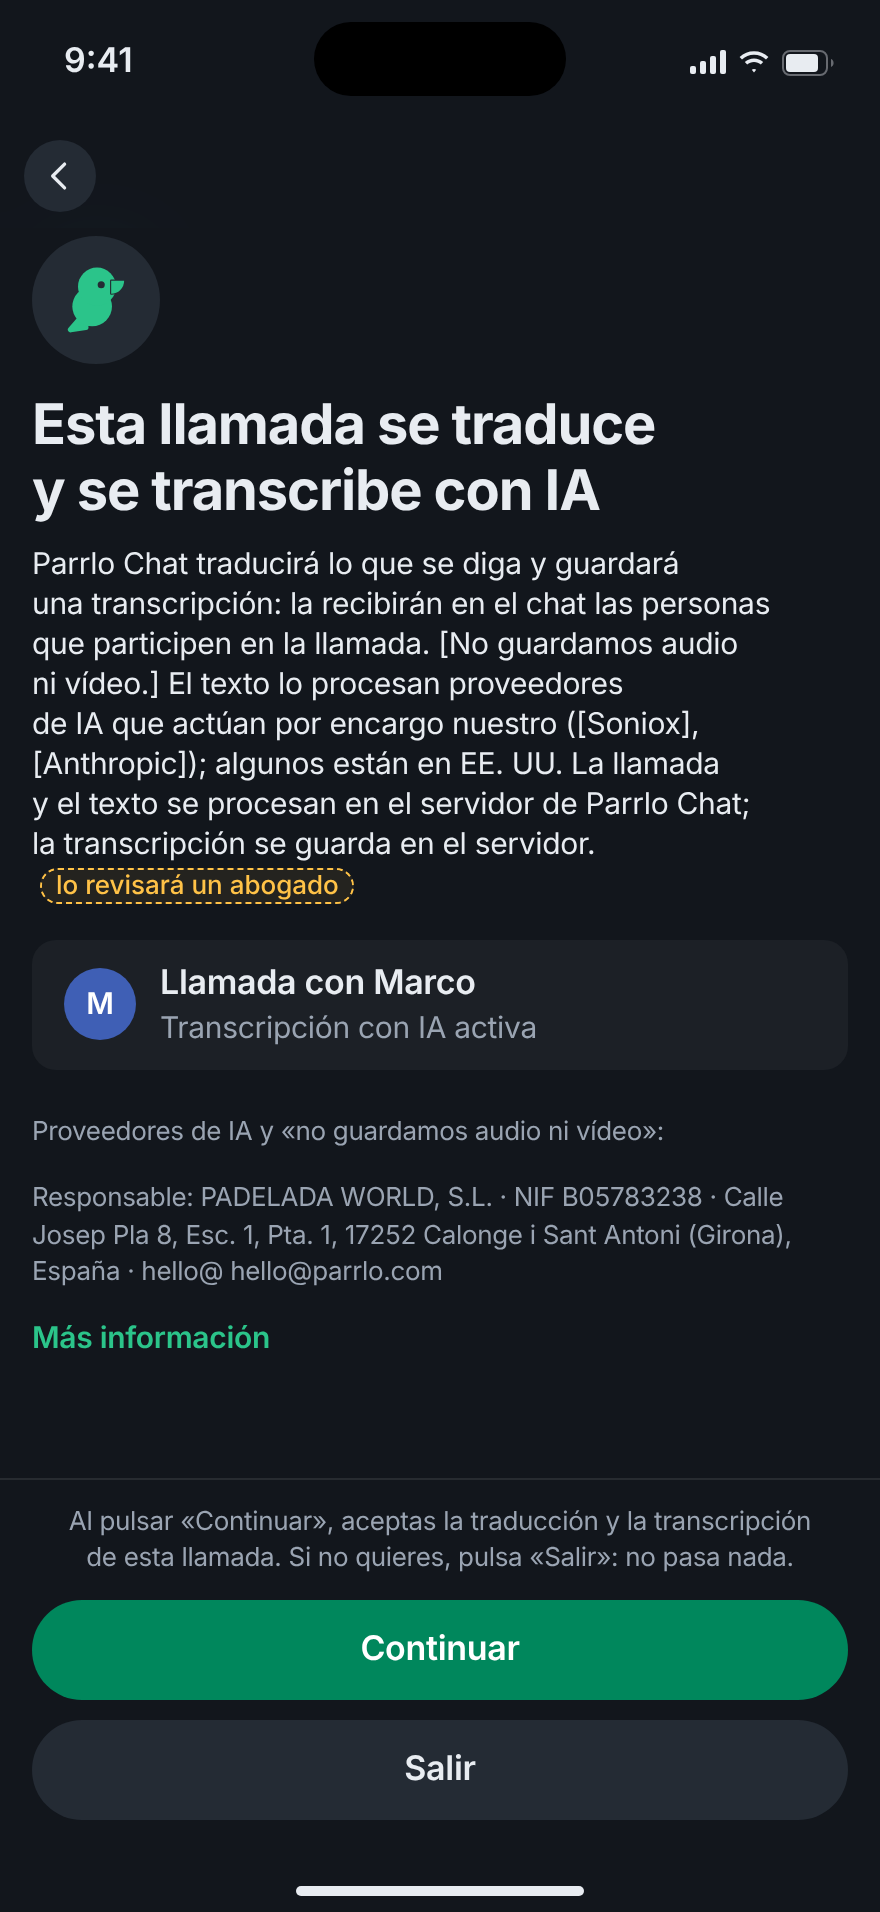 9:41
Esta llamada se traduce
y se transcribe con IA
Parrlo Chat traducirá lo que se diga y guardará
una transcripción: la recibirán en el chat las personas
que participen en la llamada. [No guardamos audio
ni vídeo.] El texto lo procesan proveedores
de IA que actúan por encargo nuestro ([Soniox],
[Anthropic]); algunos están en EE. UU. La llamada
y el texto se procesan en el servidor de Parrlo Chat;
la transcripción se guarda en el servidor.
lo revisará un abogado
M
Llamada con Marco
Transcripción con IA activa
Proveedores de IA y «no guardamos audio ni vídeo»:
Responsable: PADELADA WORLD, S.L. · NIF B05783238 · Calle
Josep Pla 8, Esc. 1, Pta. 1, 17252 Calonge i Sant Antoni (Girona),
España · hello@ hello@parrlo.com
Más información
Al pulsar «Continuar», aceptas la traducción y la transcripción
de esta llamada. Si no quieres, pulsa «Salir»: no pasa nada.
Continuar
Salir